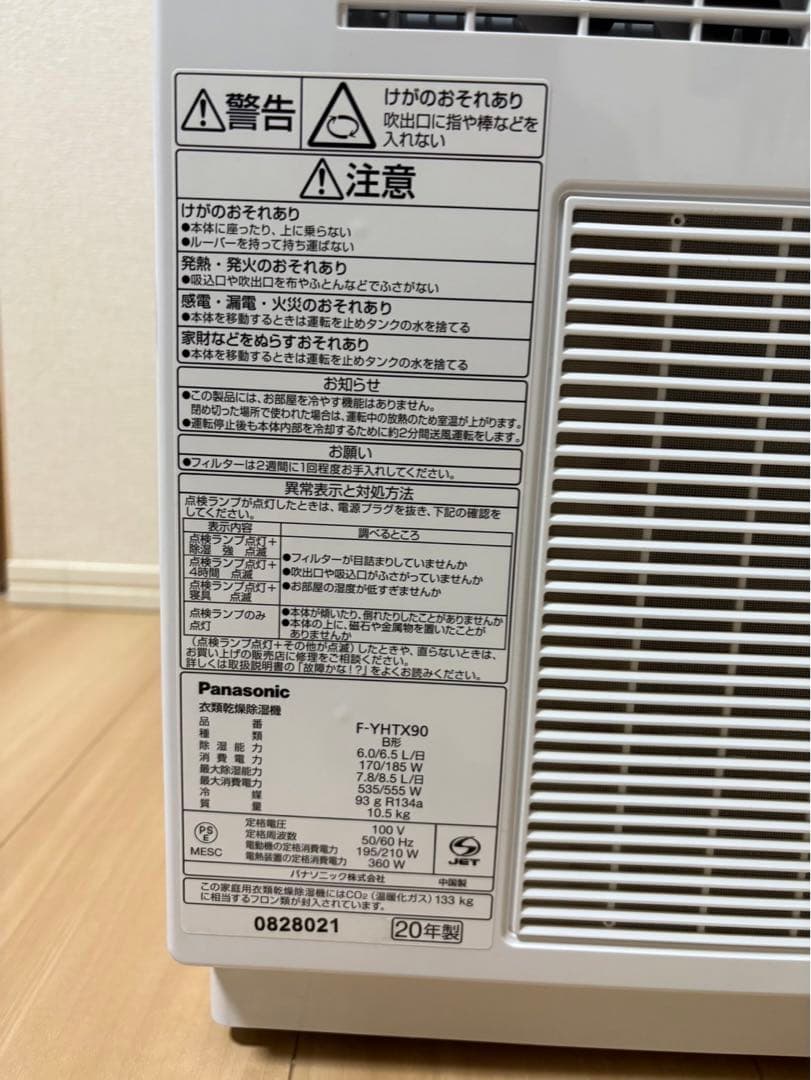 警告
けがのおそれあり
吹出口に指や棒などを
入れない
注意
けがのおそれあり
●本体に座ったり、上に乗らない
●ルーバーを持って持ち運ばない
発熱・発火のおそれあり
●吸込口や吹出口を布やふとんなどでふさがない
感電・漏電・火災のおそれあり
●本体を移動するときは運転を止めタンクの水を捨てる
家財などをぬらすおそれあり
●本体を移動するときは運転を止めタンクの水を捨てる
お知らせ
●この製品には、お部屋を冷やす機能はありません。
閉め切った場所で使われた場合は、運転中の放熱のため室温が上がります。
●運転停止後も本体内部を冷却するために約2分間送風運転をします。
お願い
●フィルターは2週間に1回程度お手入れしてください。
異常表示と対処方法
点検ランプが点灯したときは、電源プラグを抜き、下記の確認を
してください。
表示内容 調べるところ
点検ランプ点灯+
除湿 強 点滅
点検ランプ点灯+
4時間 点滅
点検ランプ点灯+
寝具 点滅
●フィルターが目詰まりしていませんか
●吹出口や吸込口がふさがっていませんか
●お部屋の湿度が低すぎませんか
点検ランプのみ
点灯
●本体が傾いたり、倒れたりしたことがありませんか
●本体の上に、磁石や金属物を置いたことが
ありませんか
(点検ランプ点灯+その他が点滅)したときや、直らないときは、
お買い上げの販売店に修理をご相談ください。
詳しくは取扱説明書の「故障かな!?」をよくお読みください。
Panasonic
衣類乾燥除湿機
品番 F-YHTX90
種類 B形
除湿能力 6.0/6.5 L/日
消費電力 170/185 W
最大除湿能力 7.8/8.5 L/日
最大消費電力 535/555 W
冷媒 93 g R134a
質量 10.5 kg
PSE
MESC
定格電圧 100 V
定格周波数 50/60 Hz
電動機の定格消費電力 195/210 W
電熱装置の定格消費電力 360 W
JET
パナソニック株式会社 中国製
この家庭用衣類乾燥除湿機にはCO₂(温暖化ガス)133 kg
に相当するフロン類が封入されています。
0828021 20年製